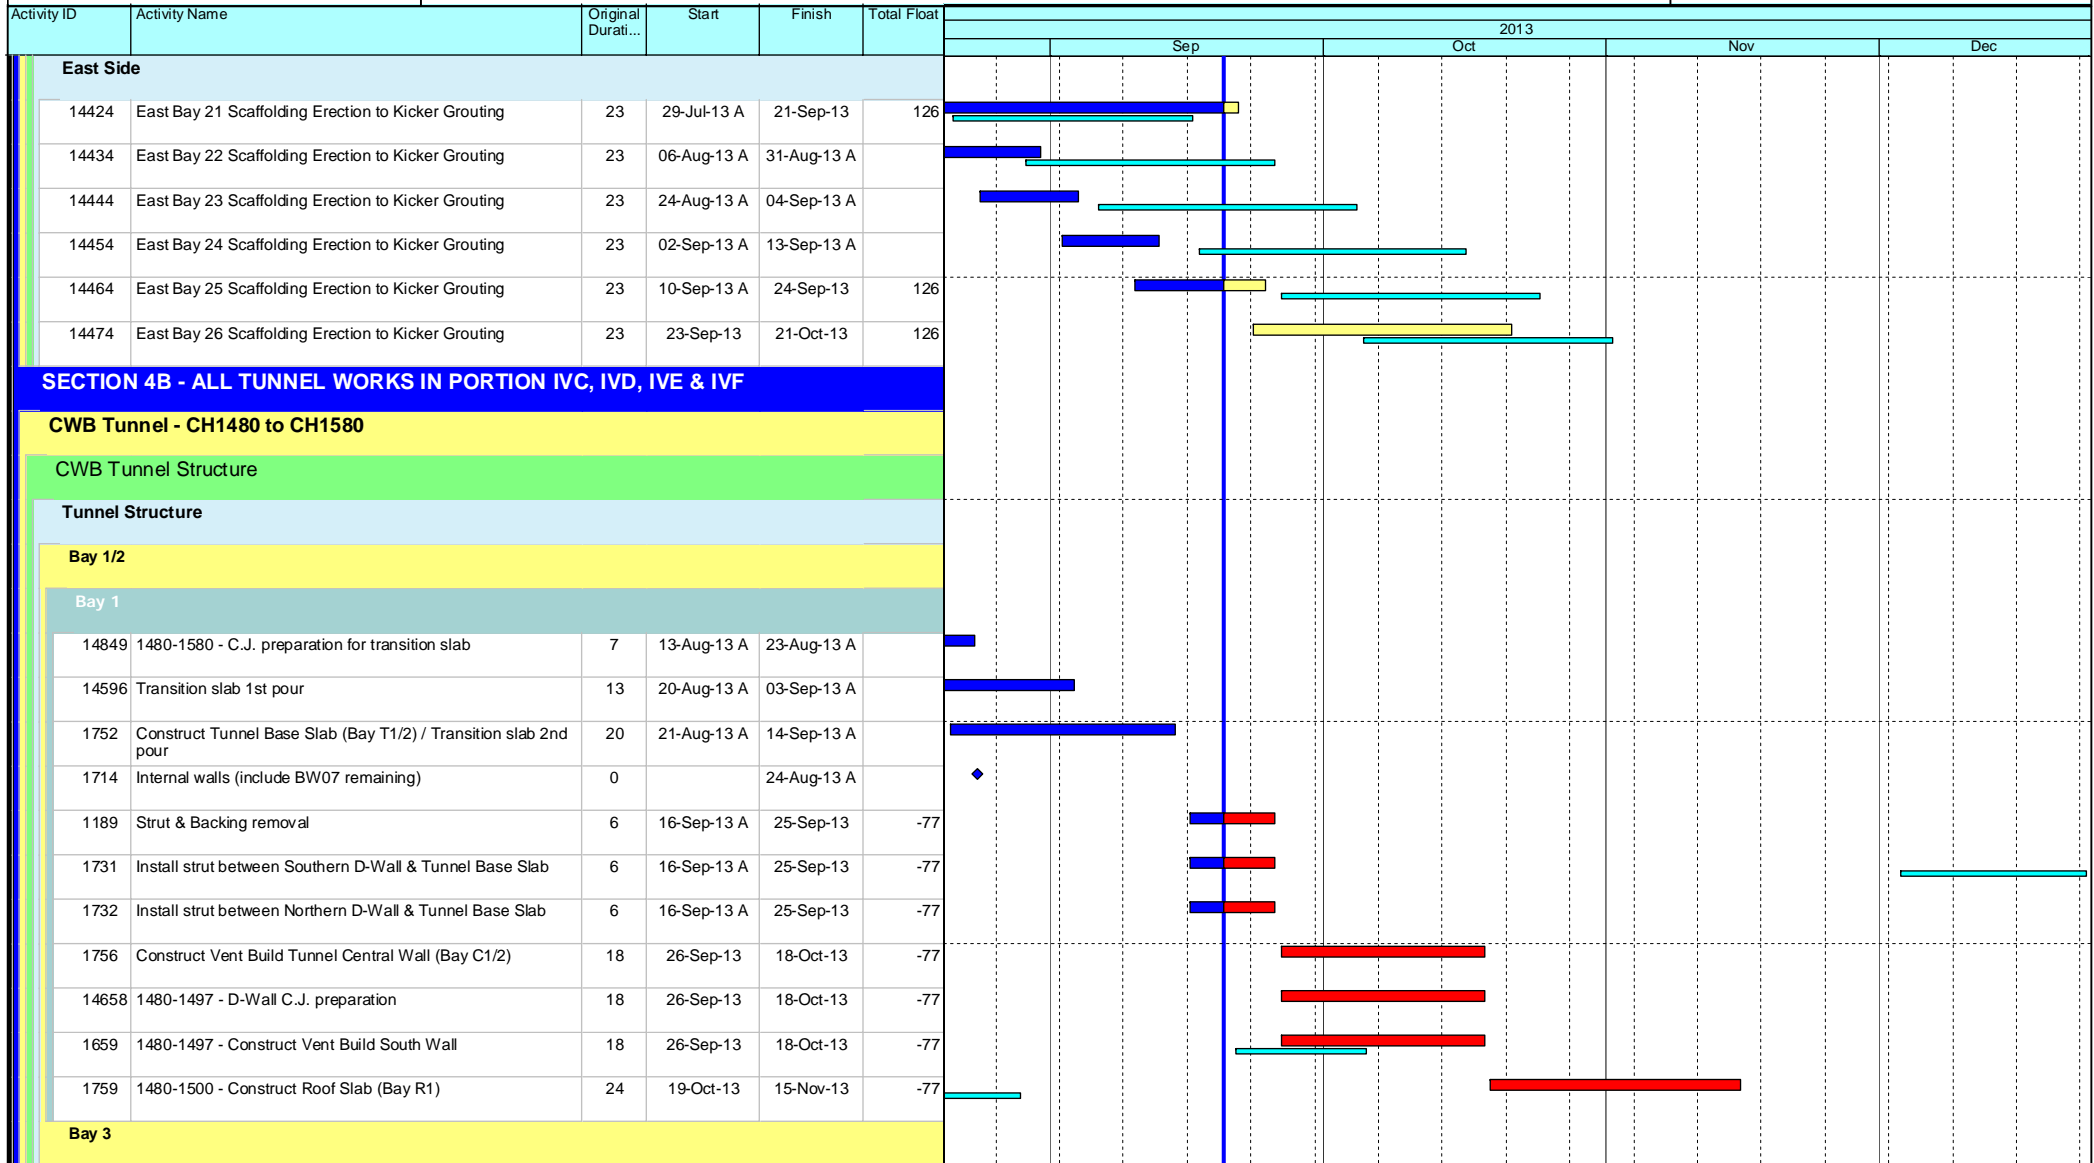 Activity ID Activity Name Original Start Finish Total Float
Durati...
2013
Sep Oct Nov Dec
East Side
14424 East Bay 21 Scaffolding Erection to Kicker Grouting 23 29-Jul-13 A 21-Sep-13 126
14434 East Bay 22 Scaffolding Erection to Kicker Grouting 23 06-Aug-13 A 31-Aug-13 A
14444 East Bay 23 Scaffolding Erection to Kicker Grouting 23 24-Aug-13 A 04-Sep-13 A
14454 East Bay 24 Scaffolding Erection to Kicker Grouting 23 02-Sep-13 A 13-Sep-13 A
14464 East Bay 25 Scaffolding Erection to Kicker Grouting 23 10-Sep-13 A 24-Sep-13 126
14474 East Bay 26 Scaffolding Erection to Kicker Grouting 23 23-Sep-13 21-Oct-13 126
SECTION 4B - ALL TUNNEL WORKS IN PORTION IVC, IVD, IVE & IVF
CWB Tunnel - CH1480 to CH1580
CWB Tunnel Structure
Tunnel Structure
Bay 1/2
Bay 1
14849 1480-1580 - C.J. preparation for transition slab 7 13-Aug-13 A 23-Aug-13 A
14596 Transition slab 1st pour 13 20-Aug-13 A 03-Sep-13 A
1752 Construct Tunnel Base Slab (Bay T1/2) / Transition slab 2nd 20 21-Aug-13 A 14-Sep-13 A
pour
1714 Internal walls (include BW07 remaining) 0 24-Aug-13 A
1189 Strut & Backing removal 6 16-Sep-13 A 25-Sep-13 -77
1731 Install strut between Southern D-Wall & Tunnel Base Slab 6 16-Sep-13 A 25-Sep-13 -77
1732 Install strut between Northern D-Wall & Tunnel Base Slab 6 16-Sep-13 A 25-Sep-13 -77
1756 Construct Vent Build Tunnel Central Wall (Bay C1/2) 18 26-Sep-13 18-Oct-13 -77
14658 1480-1497 - D-Wall C.J. preparation 18 26-Sep-13 18-Oct-13 -77
1659 1480-1497 - Construct Vent Build South Wall 18 26-Sep-13 18-Oct-13 -77
1759 1480-1500 - Construct Roof Slab (Bay R1) 24 19-Oct-13 15-Nov-13 -77
Bay 3